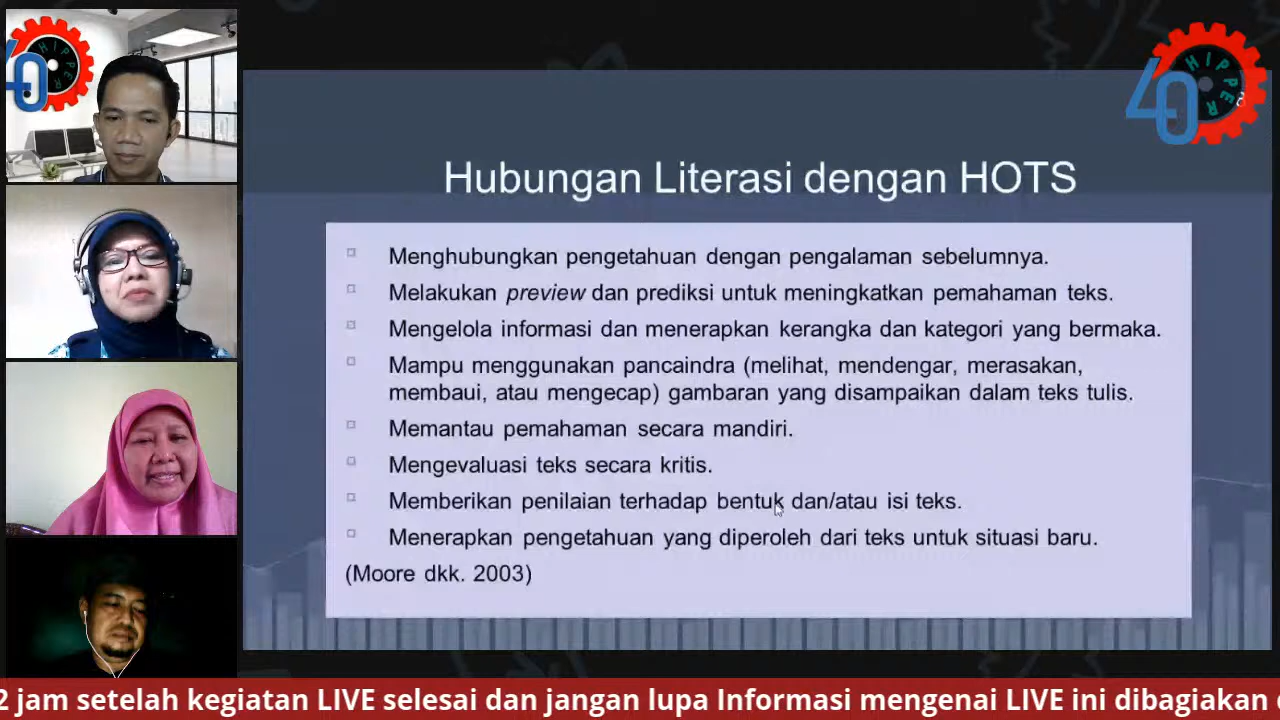 40
HIPPER
40
HIPPER
Hubungan Literasi dengan HOTS
Menghubungkan pengetahuan dengan pengalaman sebelumnya.
Melakukan preview dan prediksi untuk meningkatkan pemahaman teks.
Mengelola informasi dan menerapkan kerangka dan kategori yang bermaka.
Mampu menggunakan pancaindra (melihat, mendengar, merasakan,
membaui, atau mengecap) gambaran yang disampaikan dalam teks tulis.
Memantau pemahaman secara mandiri.
Mengevaluasi teks secara kritis.
Memberikan penilaian terhadap bentuk dan/atau isi teks.
Menerapkan pengetahuan yang diperoleh dari teks untuk situasi baru.
(Moore dkk. 2003)
2 jam setelah kegiatan LIVE selesai dan jangan lupa Informasi mengenai LIVE ini dibagiakan